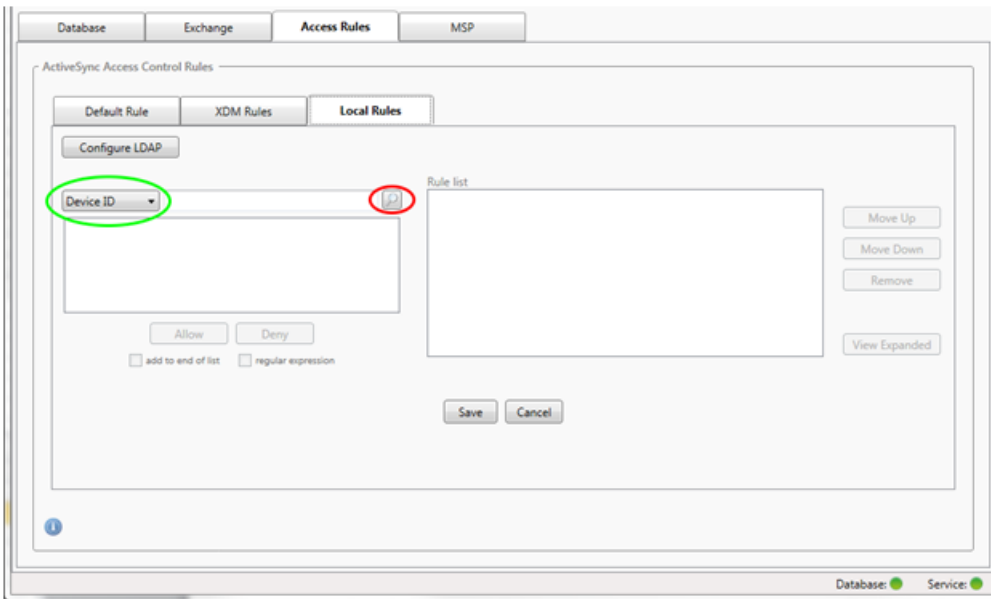 Database Exchange Access Rules MSP
ActiveSync Access Control Rules
Default Rule XDM Rules Local Rules
Configure LDAP
Rule list
Device ID
Move Up
Move Down
Remove
Allow Deny
View Expanded
add to end of list regular expression
Save Cancel
Database: Service: